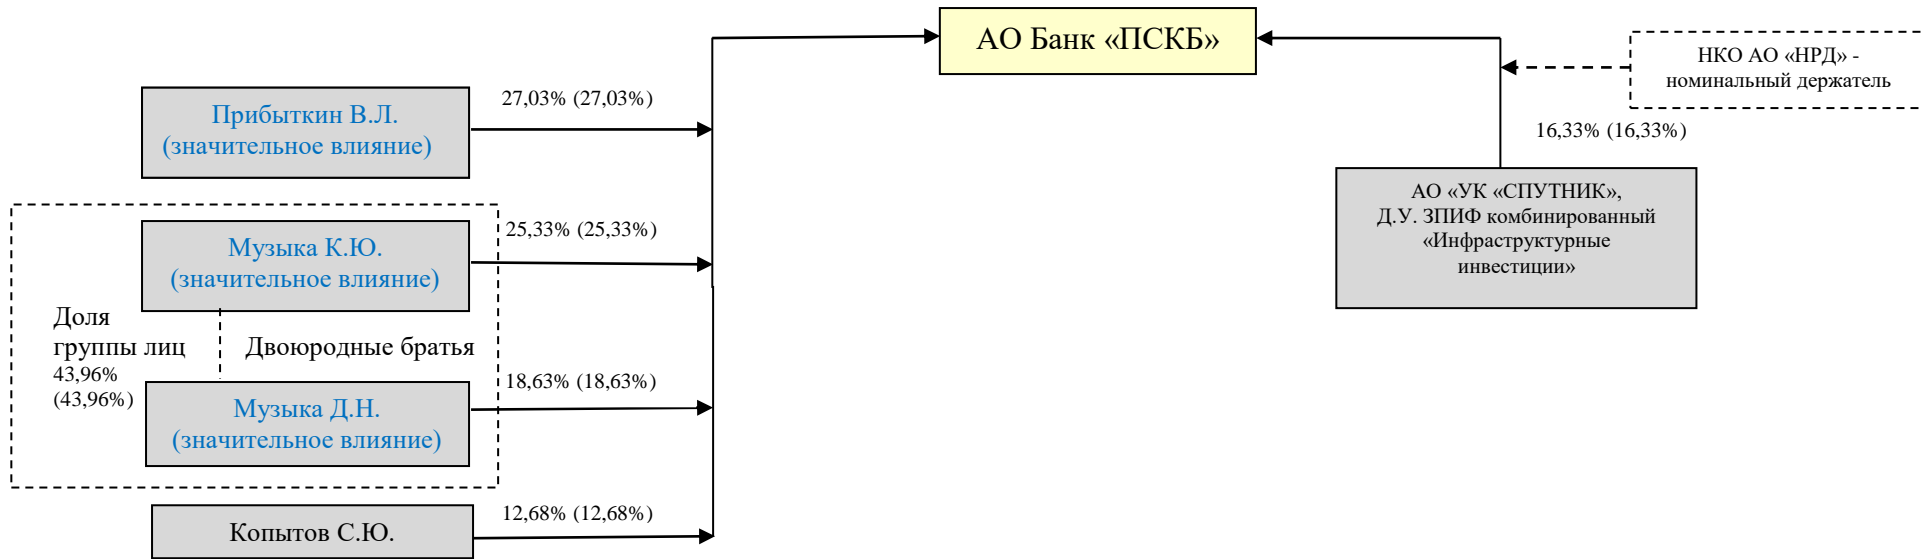 АО Банк «ПСКБ»
НКО АО «НРД» -
номинальный держатель
27,03% (27,03%)
Прибыткин В.Л.
(значительное влияние)
16,33% (16,33%)
АО «УК «СПУТНИК»,
Д.У. ЗПИФ комбинированный
«Инфраструктурные
инвестиции»
25,33% (25,33%)
Музыка К.Ю.
(значительное влияние)
Доля
группы лиц
43,96%
(43,96%)
Двоюродные братья
18,63% (18,63%)
Музыка Д.Н.
(значительное влияние)
12,68% (12,68%)
Копытов С.Ю.